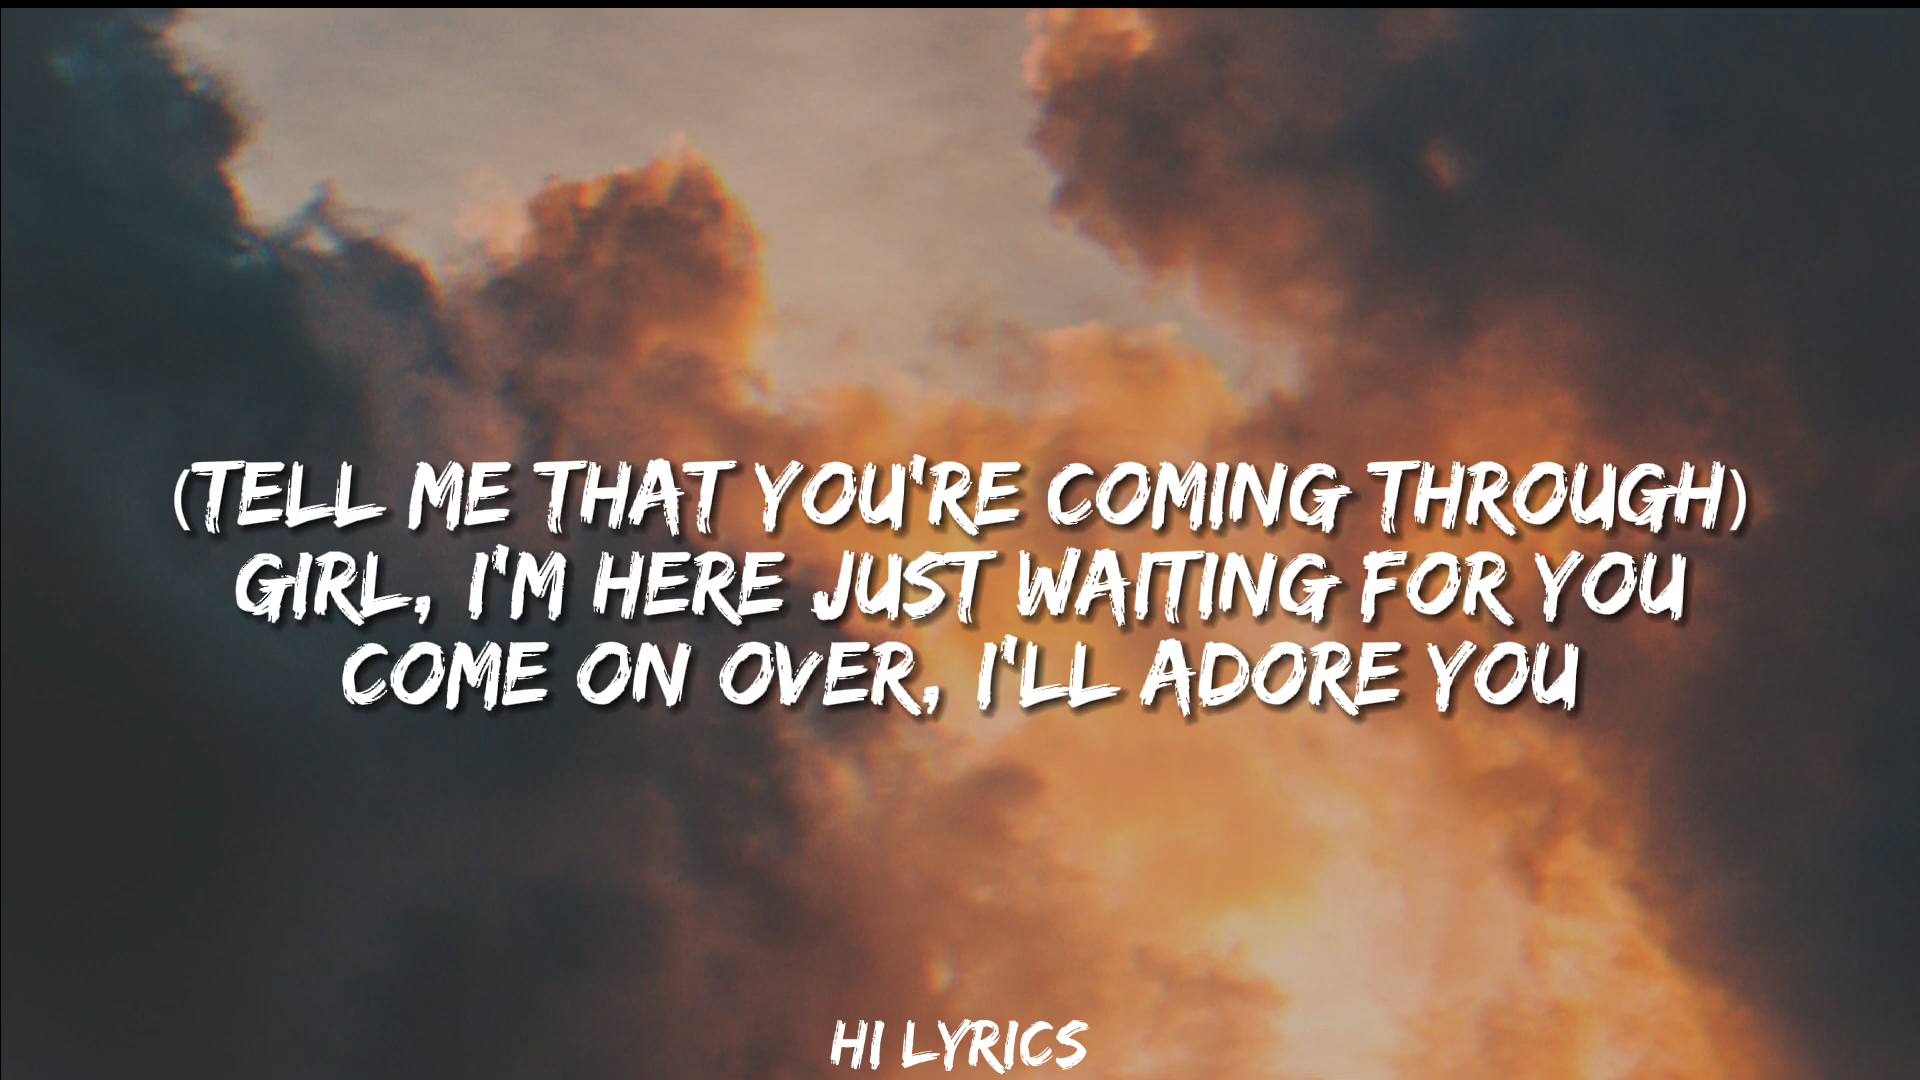 (TELL ME THAT YOU'RE COMING THROUGH)
GIRL, I'M HERE JUST WAITING FOR YOU
COME ON OVER, I'LL ADORE YOU
HI LYRICS